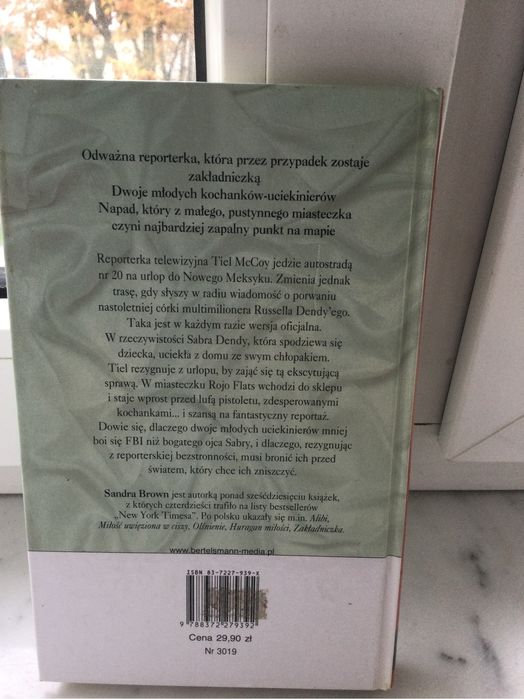 Odważna reporterka, która przez przypadek zostaje
zakładniczką
Dwoje młodych kochanków-uciekinierów
Napad, który z małego, pustynnego miasteczka
czyni najbardziej zapalny punkt na mapie
Reporterka telewizyjna Tiel McCoy jedzie autostradą
nr 20 na urlop do Nowego Meksyku. Zmienia jednak
trasę, gdy słyszy w radiu wiadomość o porwaniu
nastoletniej córki multimilionera Russella Dendy'ego.
Taka jest w każdym razie wersja oficjalna.
W rzeczywistości Sabra Dendy, która spodziewa się
dziecka, uciekła z domu ze swym chłopakiem.
Tiel rezygnuje z urlopu, by zająć się tą ekscytującą
sprawą. W miasteczku Rojo Flats wchodzi do sklepu
i staje wprost przed lufą pistoletu, zdesperowanymi
kochankami... i szansą na fantastyczny reportaż.
Dowie się, dlaczego dwoje młodych uciekinierów mniej
boi się FBI niż bogatego ojca Sabry, i dlaczego, rezygnując
z reporterskiej bezstronności, musi bronić ich przed
światem, który chce ich zniszczyć.
Sandra Brown jest autorką ponad sześćdziesięciu książek,
z których czterdzieści trafiło na listy bestsellerów
„New York Timesa". Po polsku ukazały się m.in. Alibi,
Miłość uwięziona w ciszy, Olśnienie, Huragan miłości, Zakładniczka.
www.bertelsmann-media.pl
ISBN 83-7227-939-X
9 788372 279392
Cena 29,90 zł
Nr 3019